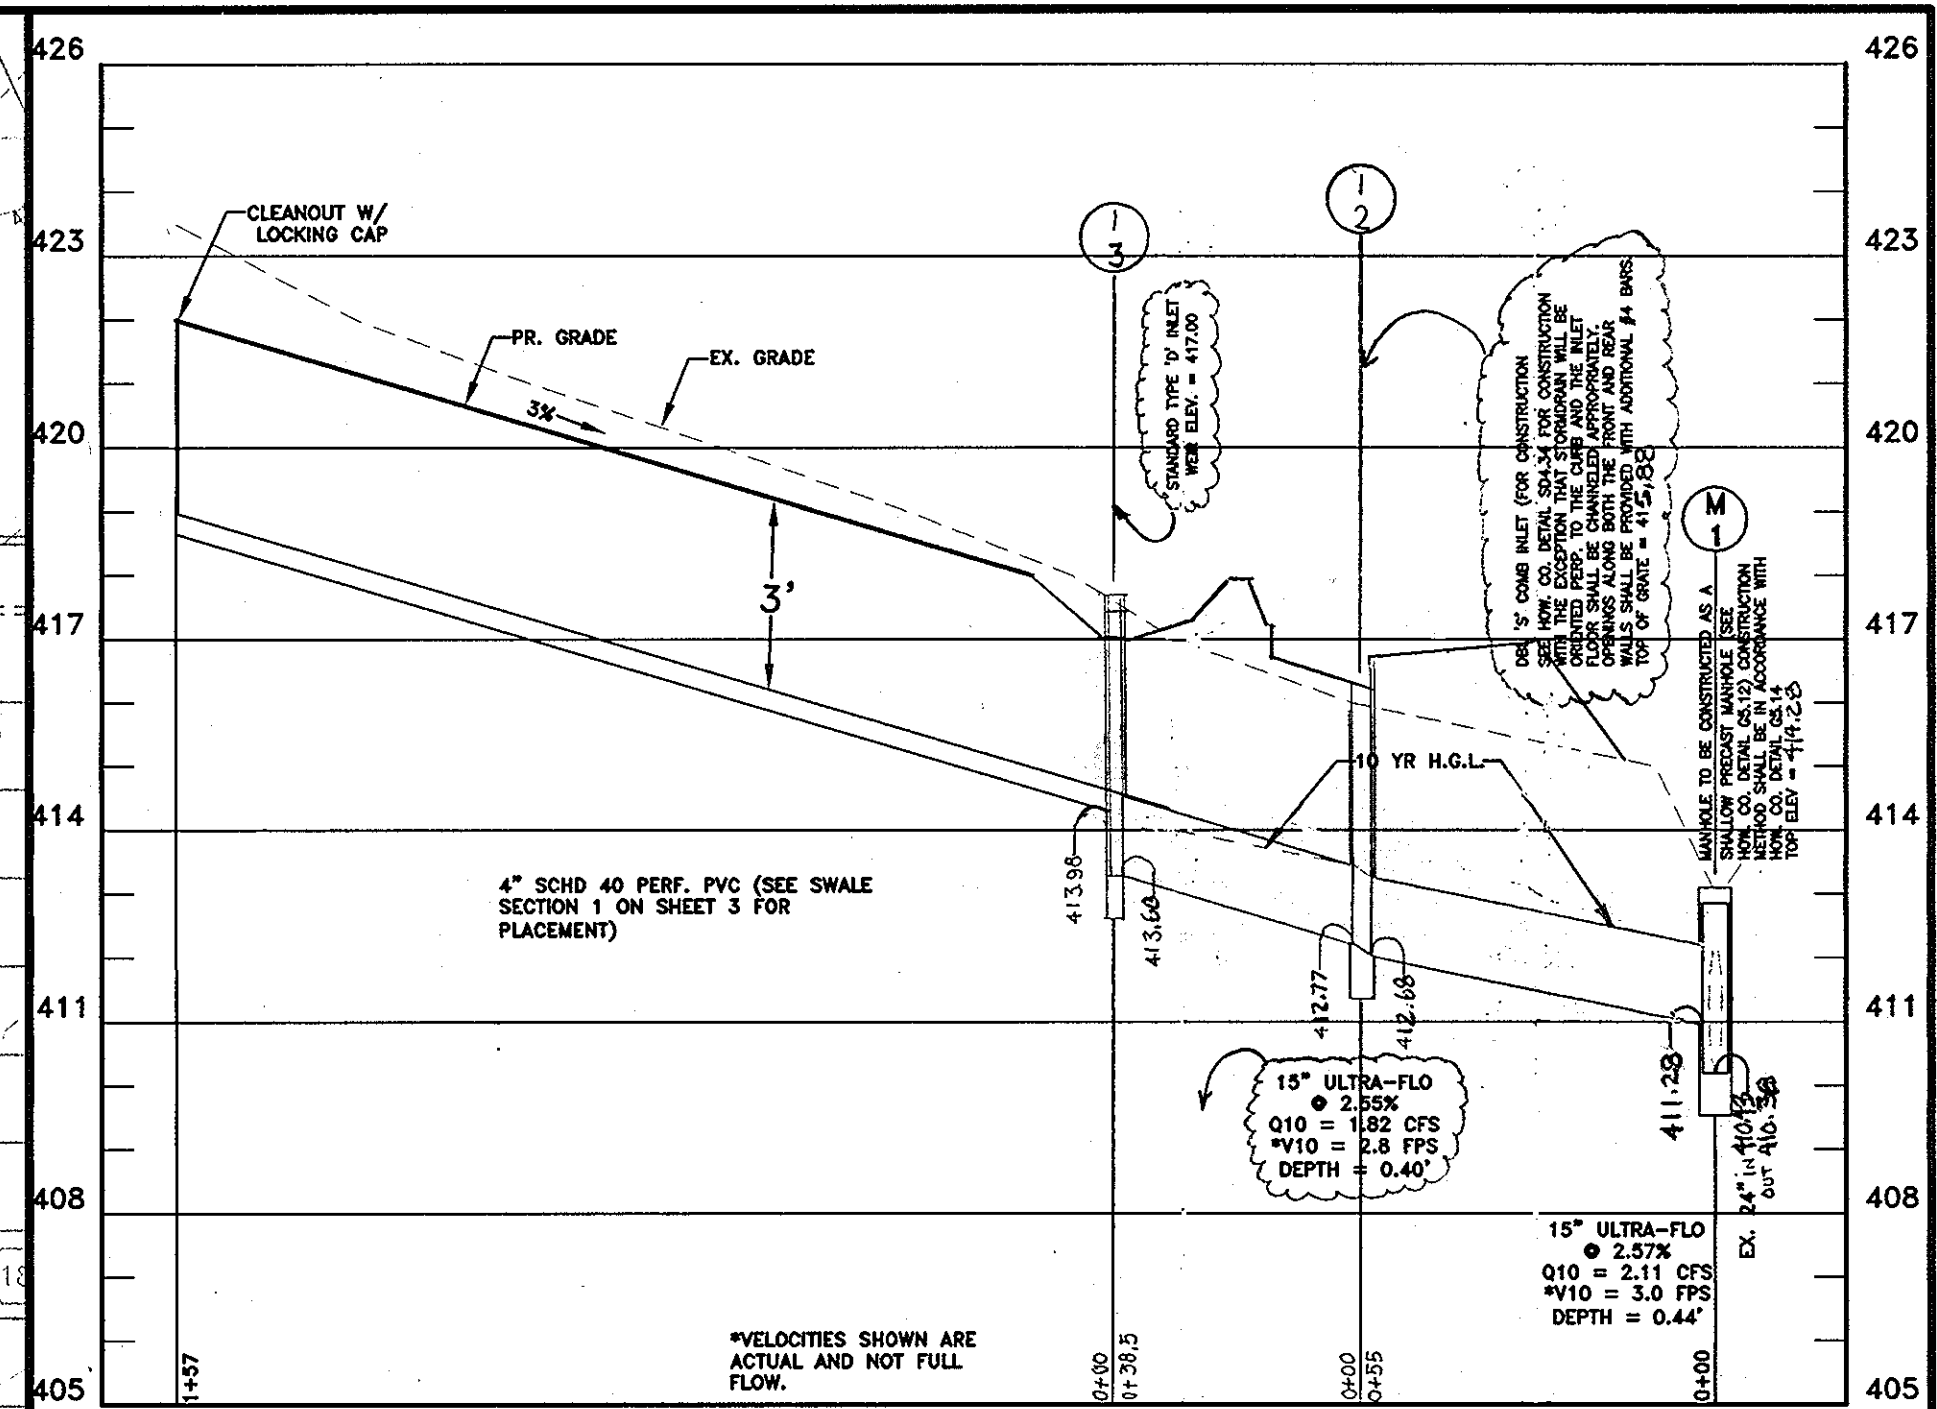 426
426
423
423
420
420
417
417
414
414
411
411
408
408
405
405
CLEANOUT W/
LOCKING CAP
PR. GRADE
EX. GRADE
3%
3'
I
3
STANDARD TYPE 'D' INLET
WEIR ELEV. = 417.00
I
2
DBL 'S' COMB INLET (FOR CONSTRUCTION
SEE HOW. CO. DETAIL SD4.34 FOR CONSTRUCTION
WITH THE EXCEPTION THAT STORMDRAIN WILL BE
ORIENTED PERP. TO THE CURB AND THE INLET
FLOOR SHALL BE CHANNELED APPROPRIATELY.
OPENINGS ALONG BOTH THE FRONT AND REAR
WALLS SHALL BE PROVIDED WITH ADDITIONAL #4 BARS.
TOP OF GRATE = 415.88
M
1
MANHOLE TO BE CONSTRUCTED AS A
SHALLOW PRECAST MANHOLE (SEE
HOW. CO. DETAIL G5.12) CONSTRUCTION
METHOD SHALL BE IN ACCORDANCE WITH
HOW. CO. DETAIL G5.14
TOP ELEV = 414.23
10 YR H.G.L.
4" SCHD 40 PERF. PVC (SEE SWALE
SECTION 1 ON SHEET 3 FOR
PLACEMENT)
413.98
413.60
412.77
412.68
411.28
EX. 24" IN 410.43
OUT 410.38
15" ULTRA-FLO
@ 2.55%
Q10 = 1.82 CFS
*V10 = 2.8 FPS
DEPTH = 0.40'
15" ULTRA-FLO
@ 2.57%
Q10 = 2.11 CFS
*V10 = 3.0 FPS
DEPTH = 0.44'
*VELOCITIES SHOWN ARE
ACTUAL AND NOT FULL
FLOW.
1+57
0+00
0+38.5
0+00
0+55
0+00